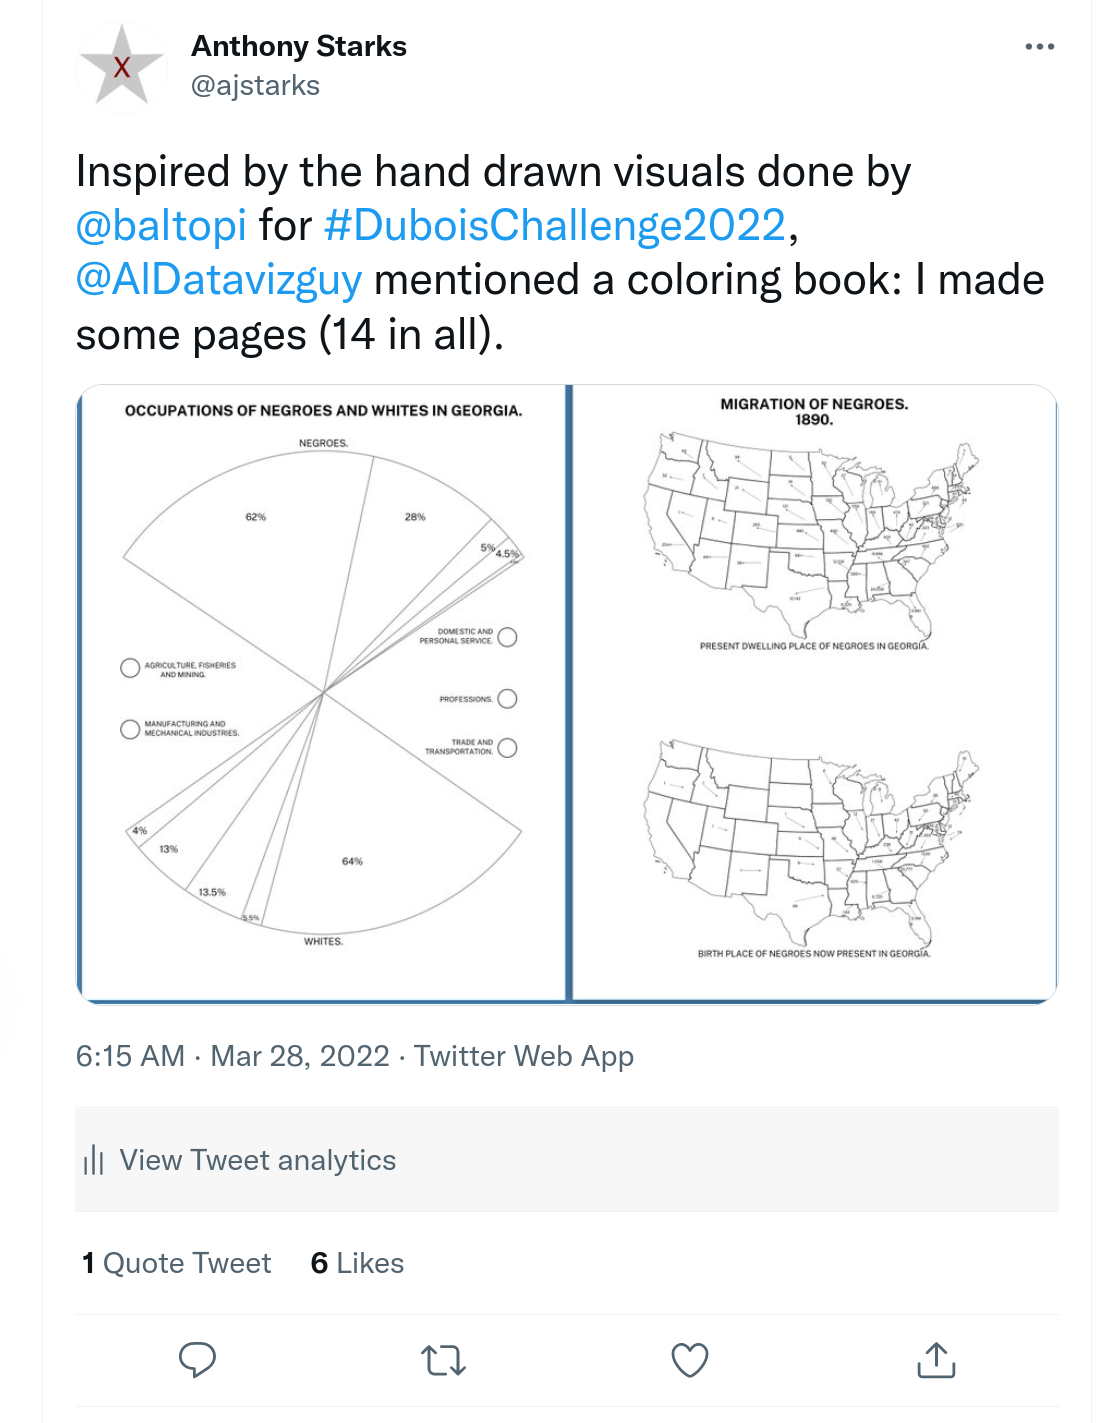 X
Anthony Starks
@ajstarks
Inspired by the hand drawn visuals done by
@baltopi for #DuboisChallenge2022,
@AlDatavizguy mentioned a coloring book: I made
some pages (14 in all).
OCCUPATIONS OF NEGROES AND WHITES IN GEORGIA.
NEGROES.
62%
28%
5%
4.5%
DOMESTIC AND
PERSONAL SERVICE.
AGRICULTURE, FISHERIES
AND MINING.
PROFESSIONS.
MANUFACTURING AND
MECHANICAL INDUSTRIES.
TRADE AND
TRANSPORTATION.
4%
13%
64%
13.5%
5.5%
WHITES.
MIGRATION OF NEGROES.
1890.
PRESENT DWELLING PLACE OF NEGROES IN GEORGIA.
BIRTH PLACE OF NEGROES NOW PRESENT IN GEORGIA.
6:15 AM · Mar 28, 2022 · Twitter Web App
View Tweet analytics
1 Quote Tweet 6 Likes